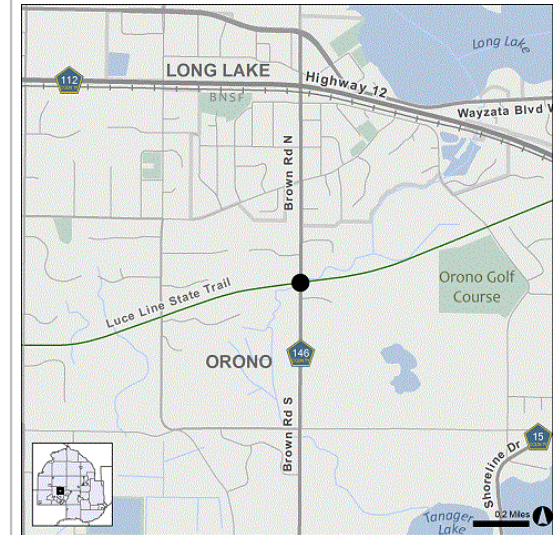 Long Lake
LONG LAKE
112
Highway 12
BNSF
Wayzata Blvd W
Brown Rd N
Luce Line State Trail
Orono Golf
Course
ORONO
146
Brown Rd S
15
Shoreline Dr
Tanager
Lake
0.2 Miles